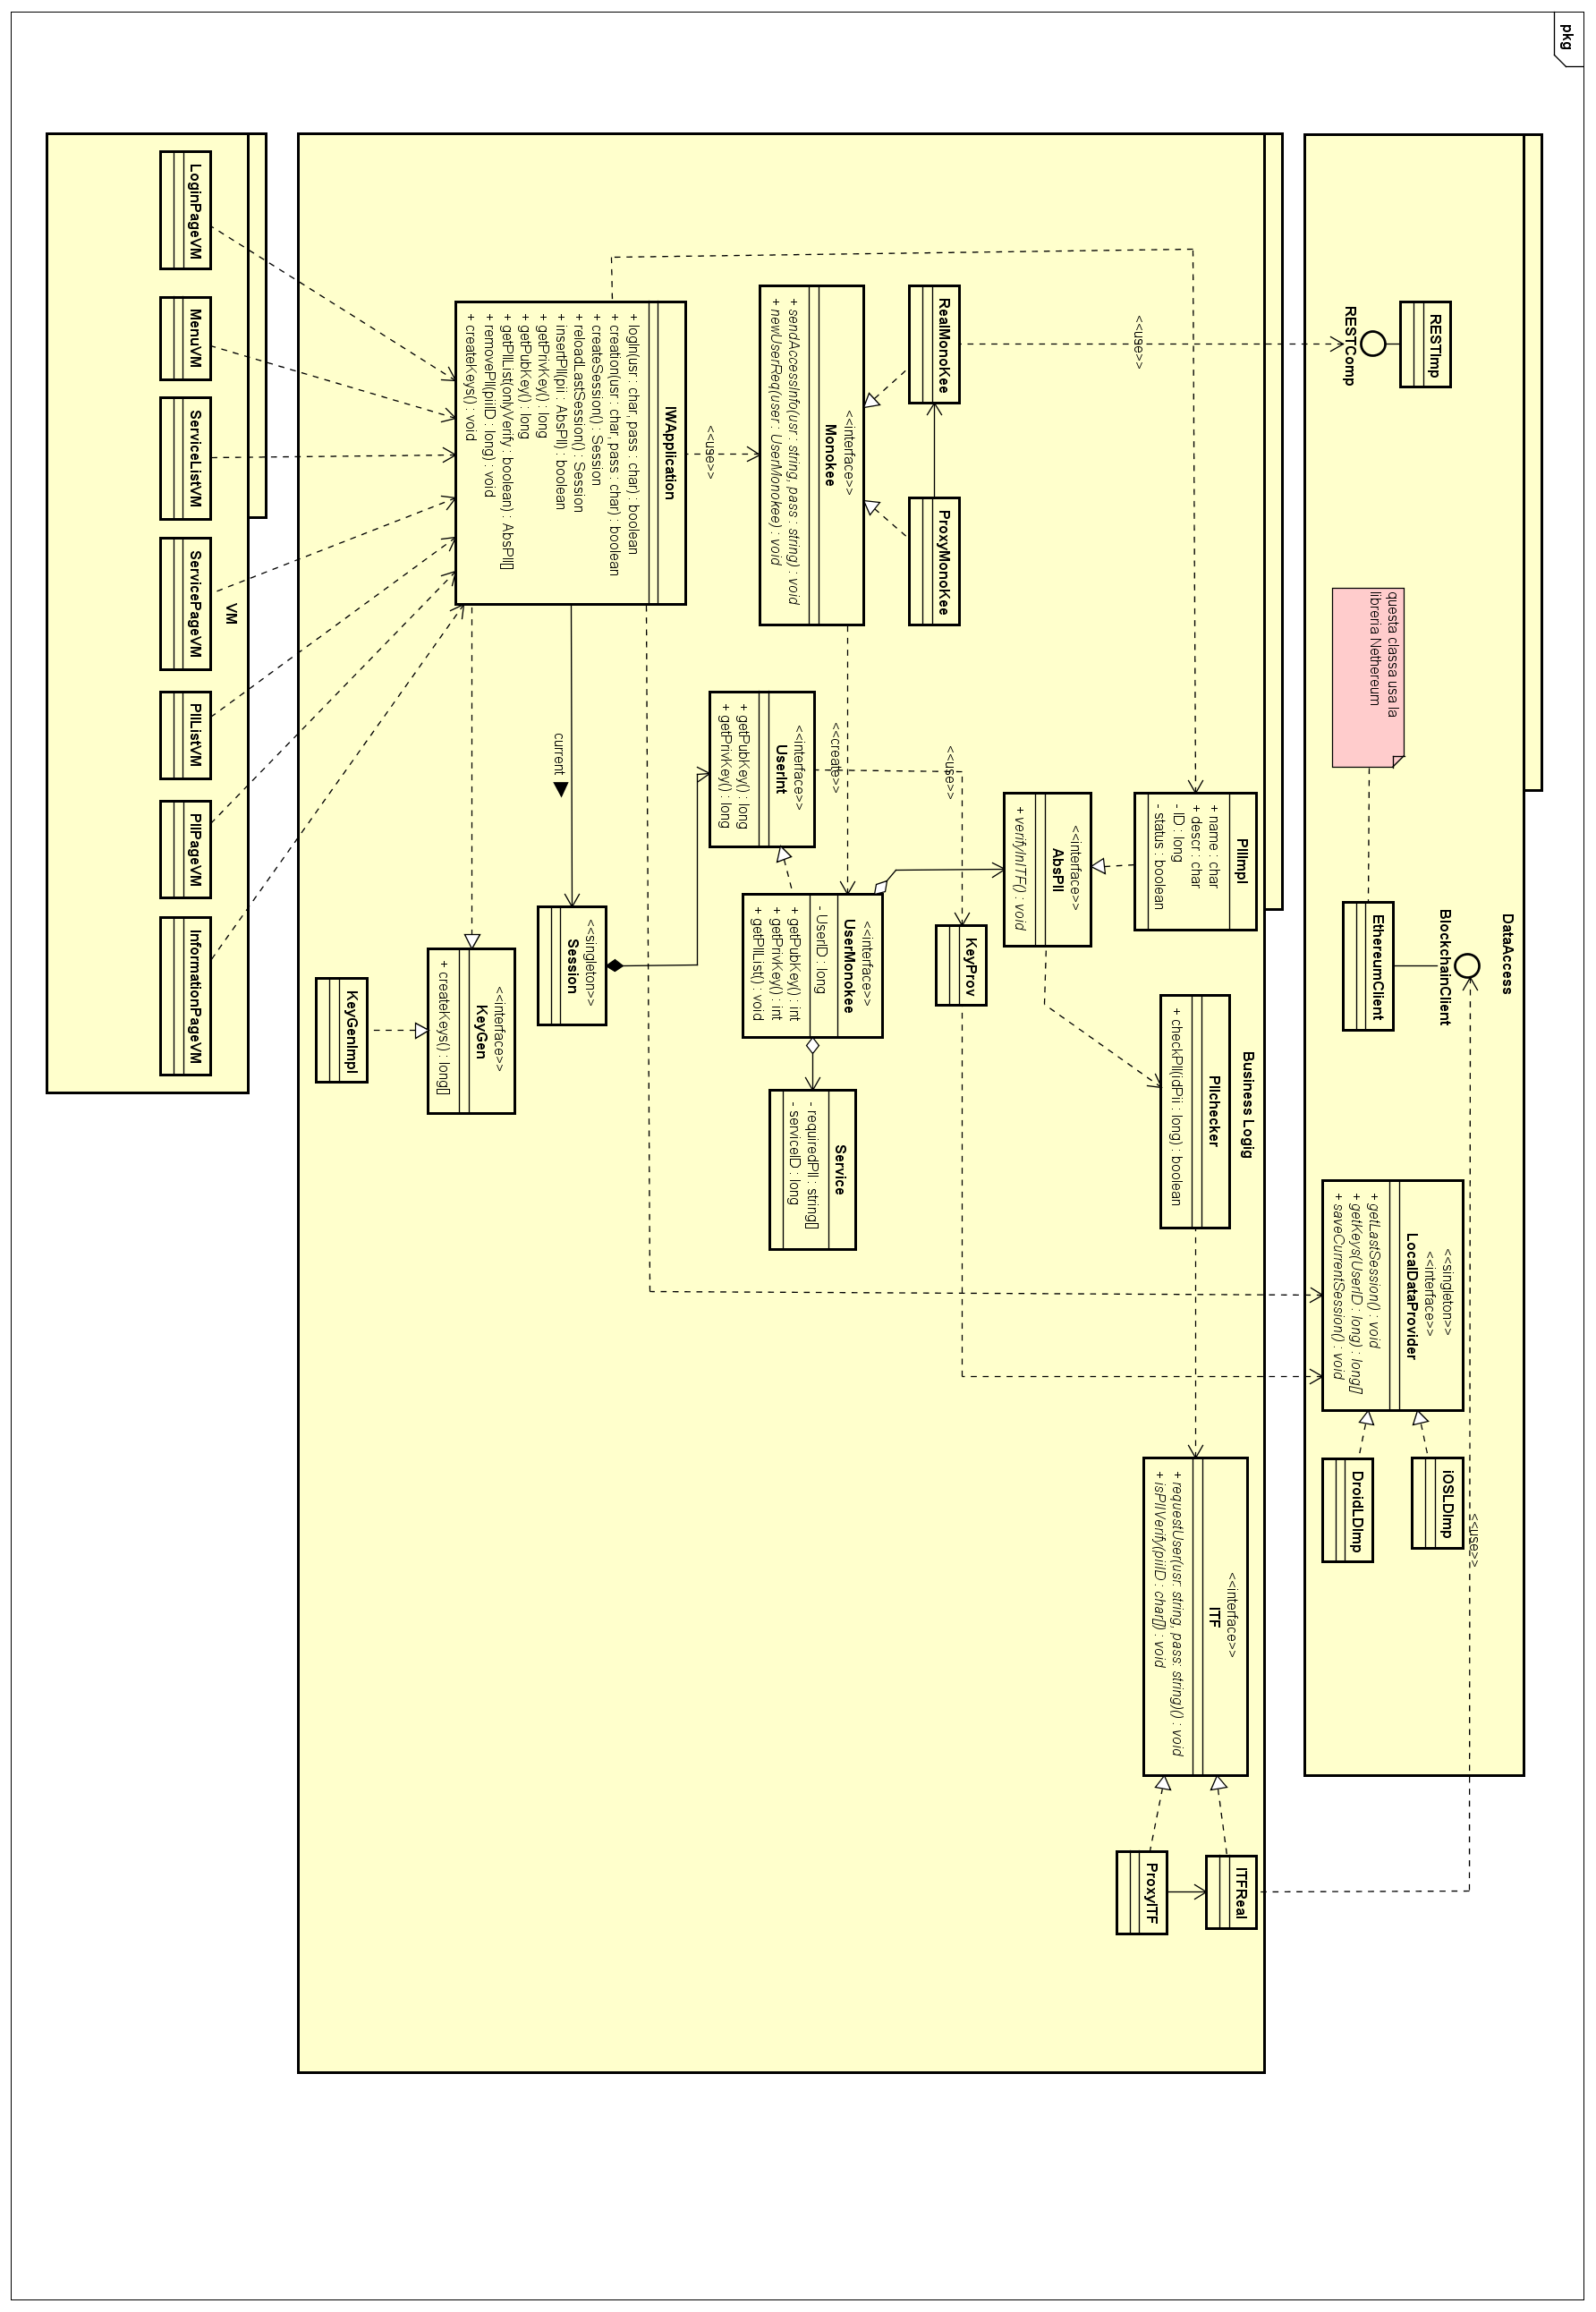 pkg
DataAccess
RESTImp
RESTComp
questa classa usa la
libreria Nethereum
BlockchainClient
EthereumClient
<<singleton>>
<<interface>>
LocalDataProvider
+ getLastSession() : void
+ getKeys(UserID : long) : long[]
+ saveCurrentSession() : void
iOSLDImp
DroidLDImp
<<use>>
Business Logig
<<use>>
PIIImpl
+ name : char
+ descr : char
- ID : long
- status : boolean
PIIchecker
+ checkPII(idPii : long) : boolean
<<interface>>
ITF
+ requestUser(usr: string, pass: string)() : void
+ isPIIVerify(piiID : char[]) : void
ITFReal
ProxyITF
<<interface>>
AbsPII
+ verifyInITF() : void
RealMonoKee
ProxyMonoKee
<<use>>
KeyProv
<<interface>>
Monokee
+ sendAccessInfo(usr : string, pass : string) : void
+ newUserReq(user : UserMonokee) : void
<<create>>
<<interface>>
UserInt
+ getPubKey() : long
+ getPrivKey() : long
<<interface>>
UserMonokee
- UserID : long
+ getPubKey() : int
+ getPrivKey() : int
+ getPIIList() : void
Service
- requiredPII : string[]
- serviceID : long
<<use>>
IWApplication
+ logIn(usr : char, pass : char) : boolean
+ creation(usr : char, pass : char) : boolean
+ createSession() : Session
+ reloadLastSession() : Session
+ insertPII(pii : AbsPII) : boolean
+ getPrivKey() : long
+ getPubKey() : long
+ getPIIList(onlyVerify : boolean) : AbsPII[]
+ removePII(piiID : long) : void
+ createKeys() : void
current
<<singleton>>
Session
<<interface>>
KeyGen
+ createKeys() : long[]
KeyGenImpl
VM
LoginPageVM
MenuVM
ServiceListVM
ServicePageVM
PIIListVM
PIIPageVM
InformationPageVM